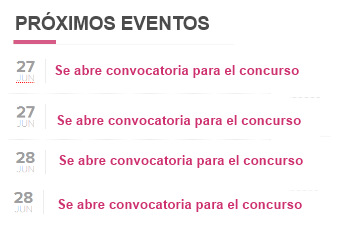 PRÓXIMOS EVENTOS
27
JUN
Se abre convocatoria para el concurso
27
JUN
Se abre convocatoria para el concurso
28
JUN
Se abre convocatoria para el concurso
28
JUN
Se abre convocatoria para el concurso